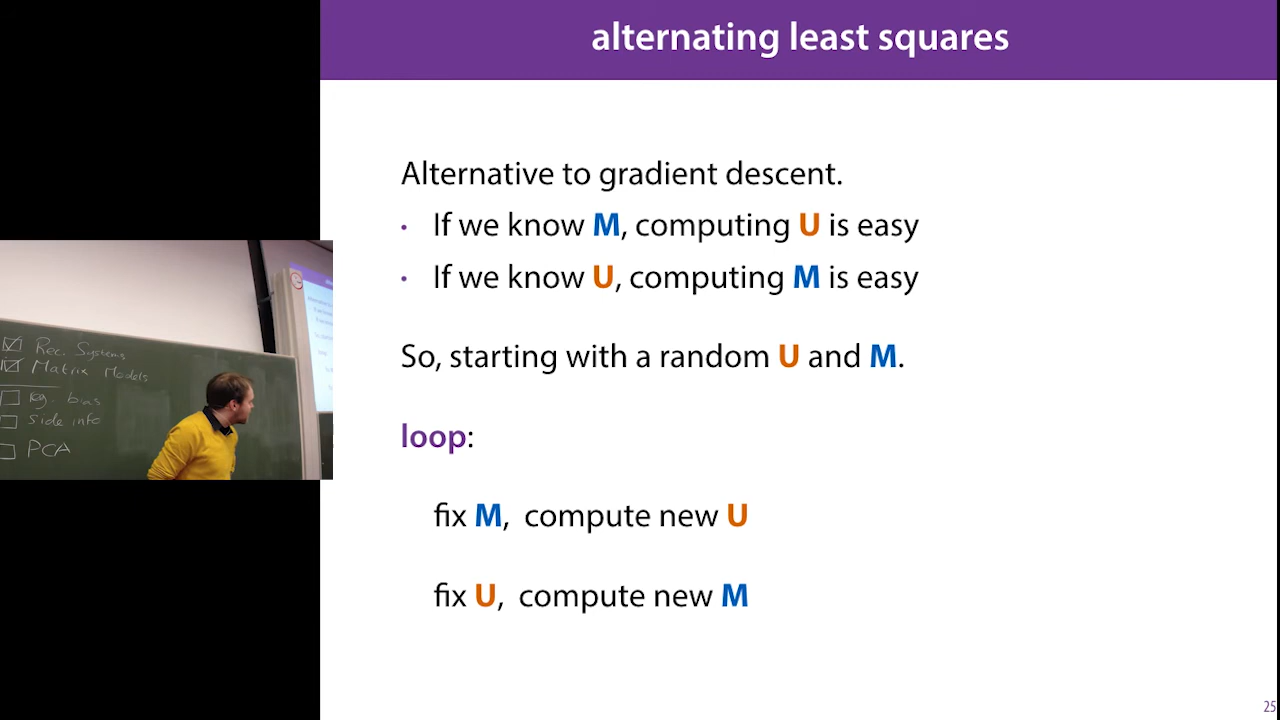 alternating least squares
Alternative to gradient descent.
• If we know M, computing U is easy
• If we know U, computing M is easy
So, starting with a random U and M.
loop:
fix M, compute new U
fix U, compute new M
25
Rec. Systems
Matrix Models
bias
side info
PCA